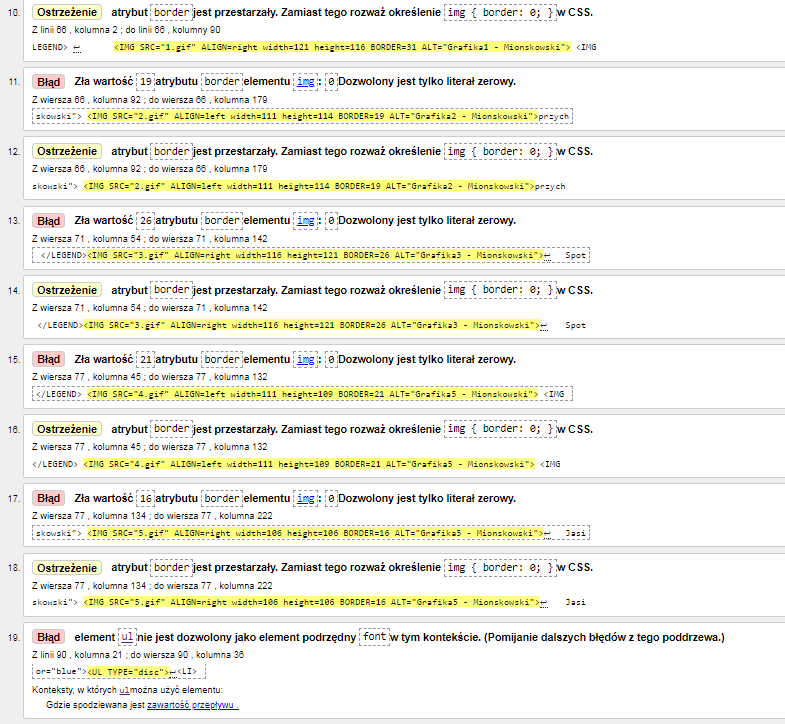 10. Ostrzeżenie atrybut border jest przestarzały. Zamiast tego rozważ określenie img { border: 0; } w CSS.
Z linii 66 , kolumna 2 ; do linii 66 , kolumny 90
LEGEND> ↩ <IMG SRC="1.gif" ALIGN=right width=121 height=116 BORDER=31 ALT="Grafika1 - Mionskowski"> <IMG
11. Błąd Zła wartość 19 atrybutu border elementu img : 0 Dozwolony jest tylko literał zerowy.
Z wiersza 66 , kolumna 92 ; do wiersza 66 , kolumna 179
skowski"> <IMG SRC="2.gif" ALIGN=left width=111 height=114 BORDER=19 ALT="Grafika2 - Mionskowski">przych
12. Ostrzeżenie atrybut border jest przestarzały. Zamiast tego rozważ określenie img { border: 0; } w CSS.
Z wiersza 66 , kolumna 92 ; do wiersza 66 , kolumna 179
skowski"> <IMG SRC="2.gif" ALIGN=left width=111 height=114 BORDER=19 ALT="Grafika2 - Mionskowski">przych
13. Błąd Zła wartość 26 atrybutu border elementu img : 0 Dozwolony jest tylko literał zerowy.
Z wiersza 71 , kolumna 54 ; do wiersza 71 , kolumna 142
</LEGEND><IMG SRC="3.gif" ALIGN=right width=116 height=121 BORDER=26 ALT="Grafika3 - Mionskowski">↩ Spot
14. Ostrzeżenie atrybut border jest przestarzały. Zamiast tego rozważ określenie img { border: 0; } w CSS.
Z wiersza 71 , kolumna 54 ; do wiersza 71 , kolumna 142
</LEGEND><IMG SRC="3.gif" ALIGN=right width=116 height=121 BORDER=26 ALT="Grafika3 - Mionskowski">↩ Spot
15. Błąd Zła wartość 21 atrybutu border elementu img : 0 Dozwolony jest tylko literał zerowy.
Z wiersza 77 , kolumna 45 ; do wiersza 77 , kolumna 132
</LEGEND> <IMG SRC="4.gif" ALIGN=left width=111 height=109 BORDER=21 ALT="Grafika5 - Mionskowski"> <IMG
16. Ostrzeżenie atrybut border jest przestarzały. Zamiast tego rozważ określenie img { border: 0; } w CSS.
Z wiersza 77 , kolumna 45 ; do wiersza 77 , kolumna 132
</LEGEND> <IMG SRC="4.gif" ALIGN=left width=111 height=109 BORDER=21 ALT="Grafika5 - Mionskowski"> <IMG
17. Błąd Zła wartość 16 atrybutu border elementu img : 0 Dozwolony jest tylko literał zerowy.
Z wiersza 77 , kolumna 134 ; do wiersza 77 , kolumna 222
skowski"> <IMG SRC="5.gif" ALIGN=right width=106 height=106 BORDER=16 ALT="Grafika5 - Mionskowski">↩ Jasi
18. Ostrzeżenie atrybut border jest przestarzały. Zamiast tego rozważ określenie img { border: 0; } w CSS.
Z wiersza 77 , kolumna 134 ; do wiersza 77 , kolumna 222
skowski"> <IMG SRC="5.gif" ALIGN=right width=106 height=106 BORDER=16 ALT="Grafika5 - Mionskowski">↩ Jasi
19. Błąd element ul nie jest dozwolony jako element podrzędny font w tym kontekście. (Pomijanie dalszych błędów z tego poddrzewa.)
Z linii 90 , kolumna 21 ; do wiersza 90 , kolumna 36
or="blue"><UL TYPE="disc">↩<LI>
Konteksty, w których ul można użyć elementu:
Gdzie spodziewana jest zawartość przepływu .